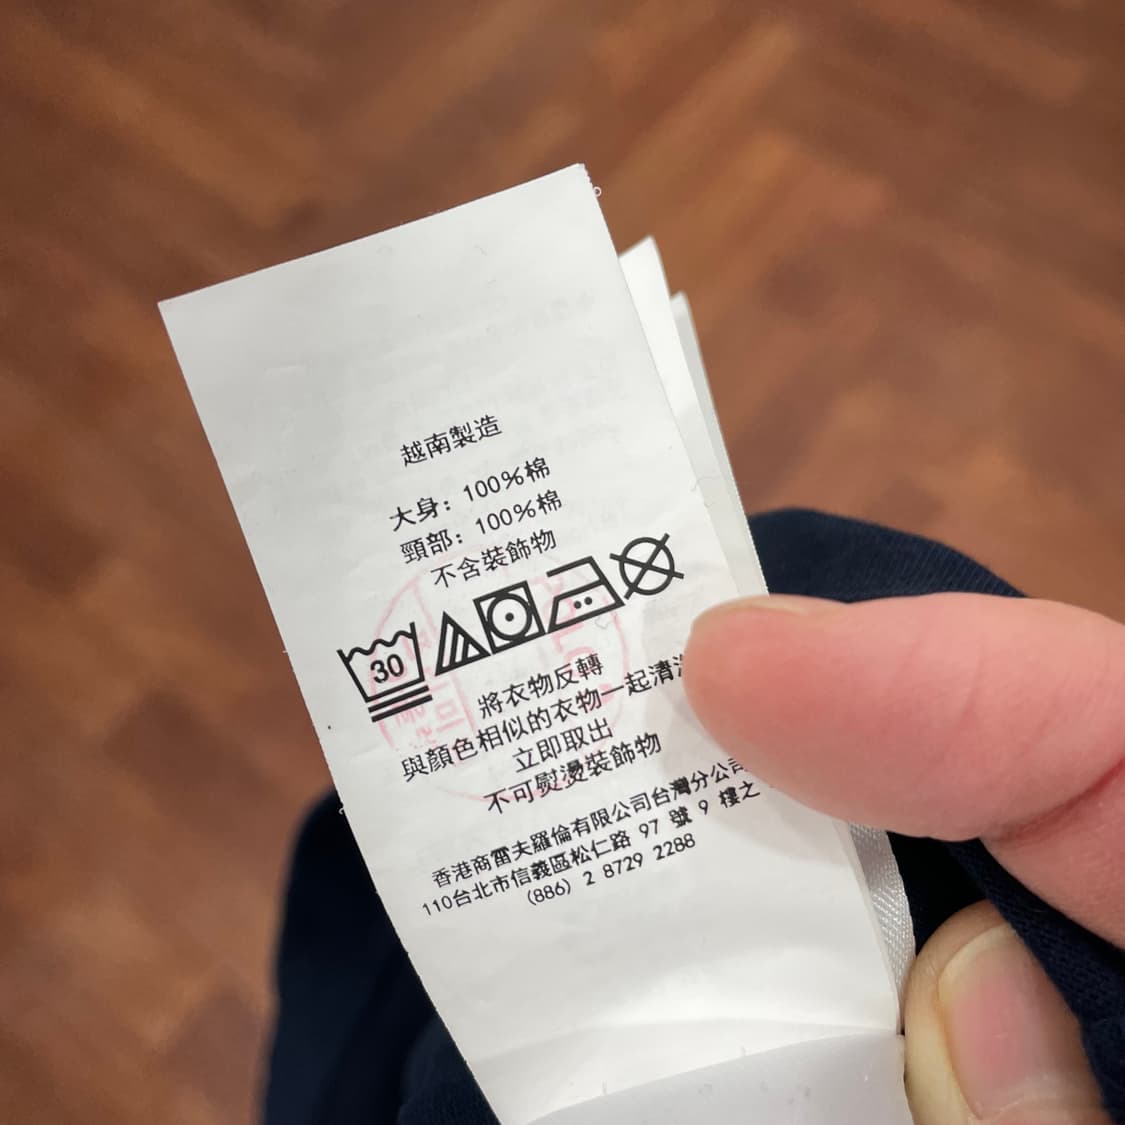 越南製造
大身: 100%棉
頸部: 100%棉
不含裝飾物
30
將衣物反轉
與顏色相似的衣物一起清
立即取出
不可熨燙裝飾物
香港商雷夫羅倫有限公司台灣分公司
110台北市信義區松仁路 97 號 9 樓之
(886) 2 8729 2288